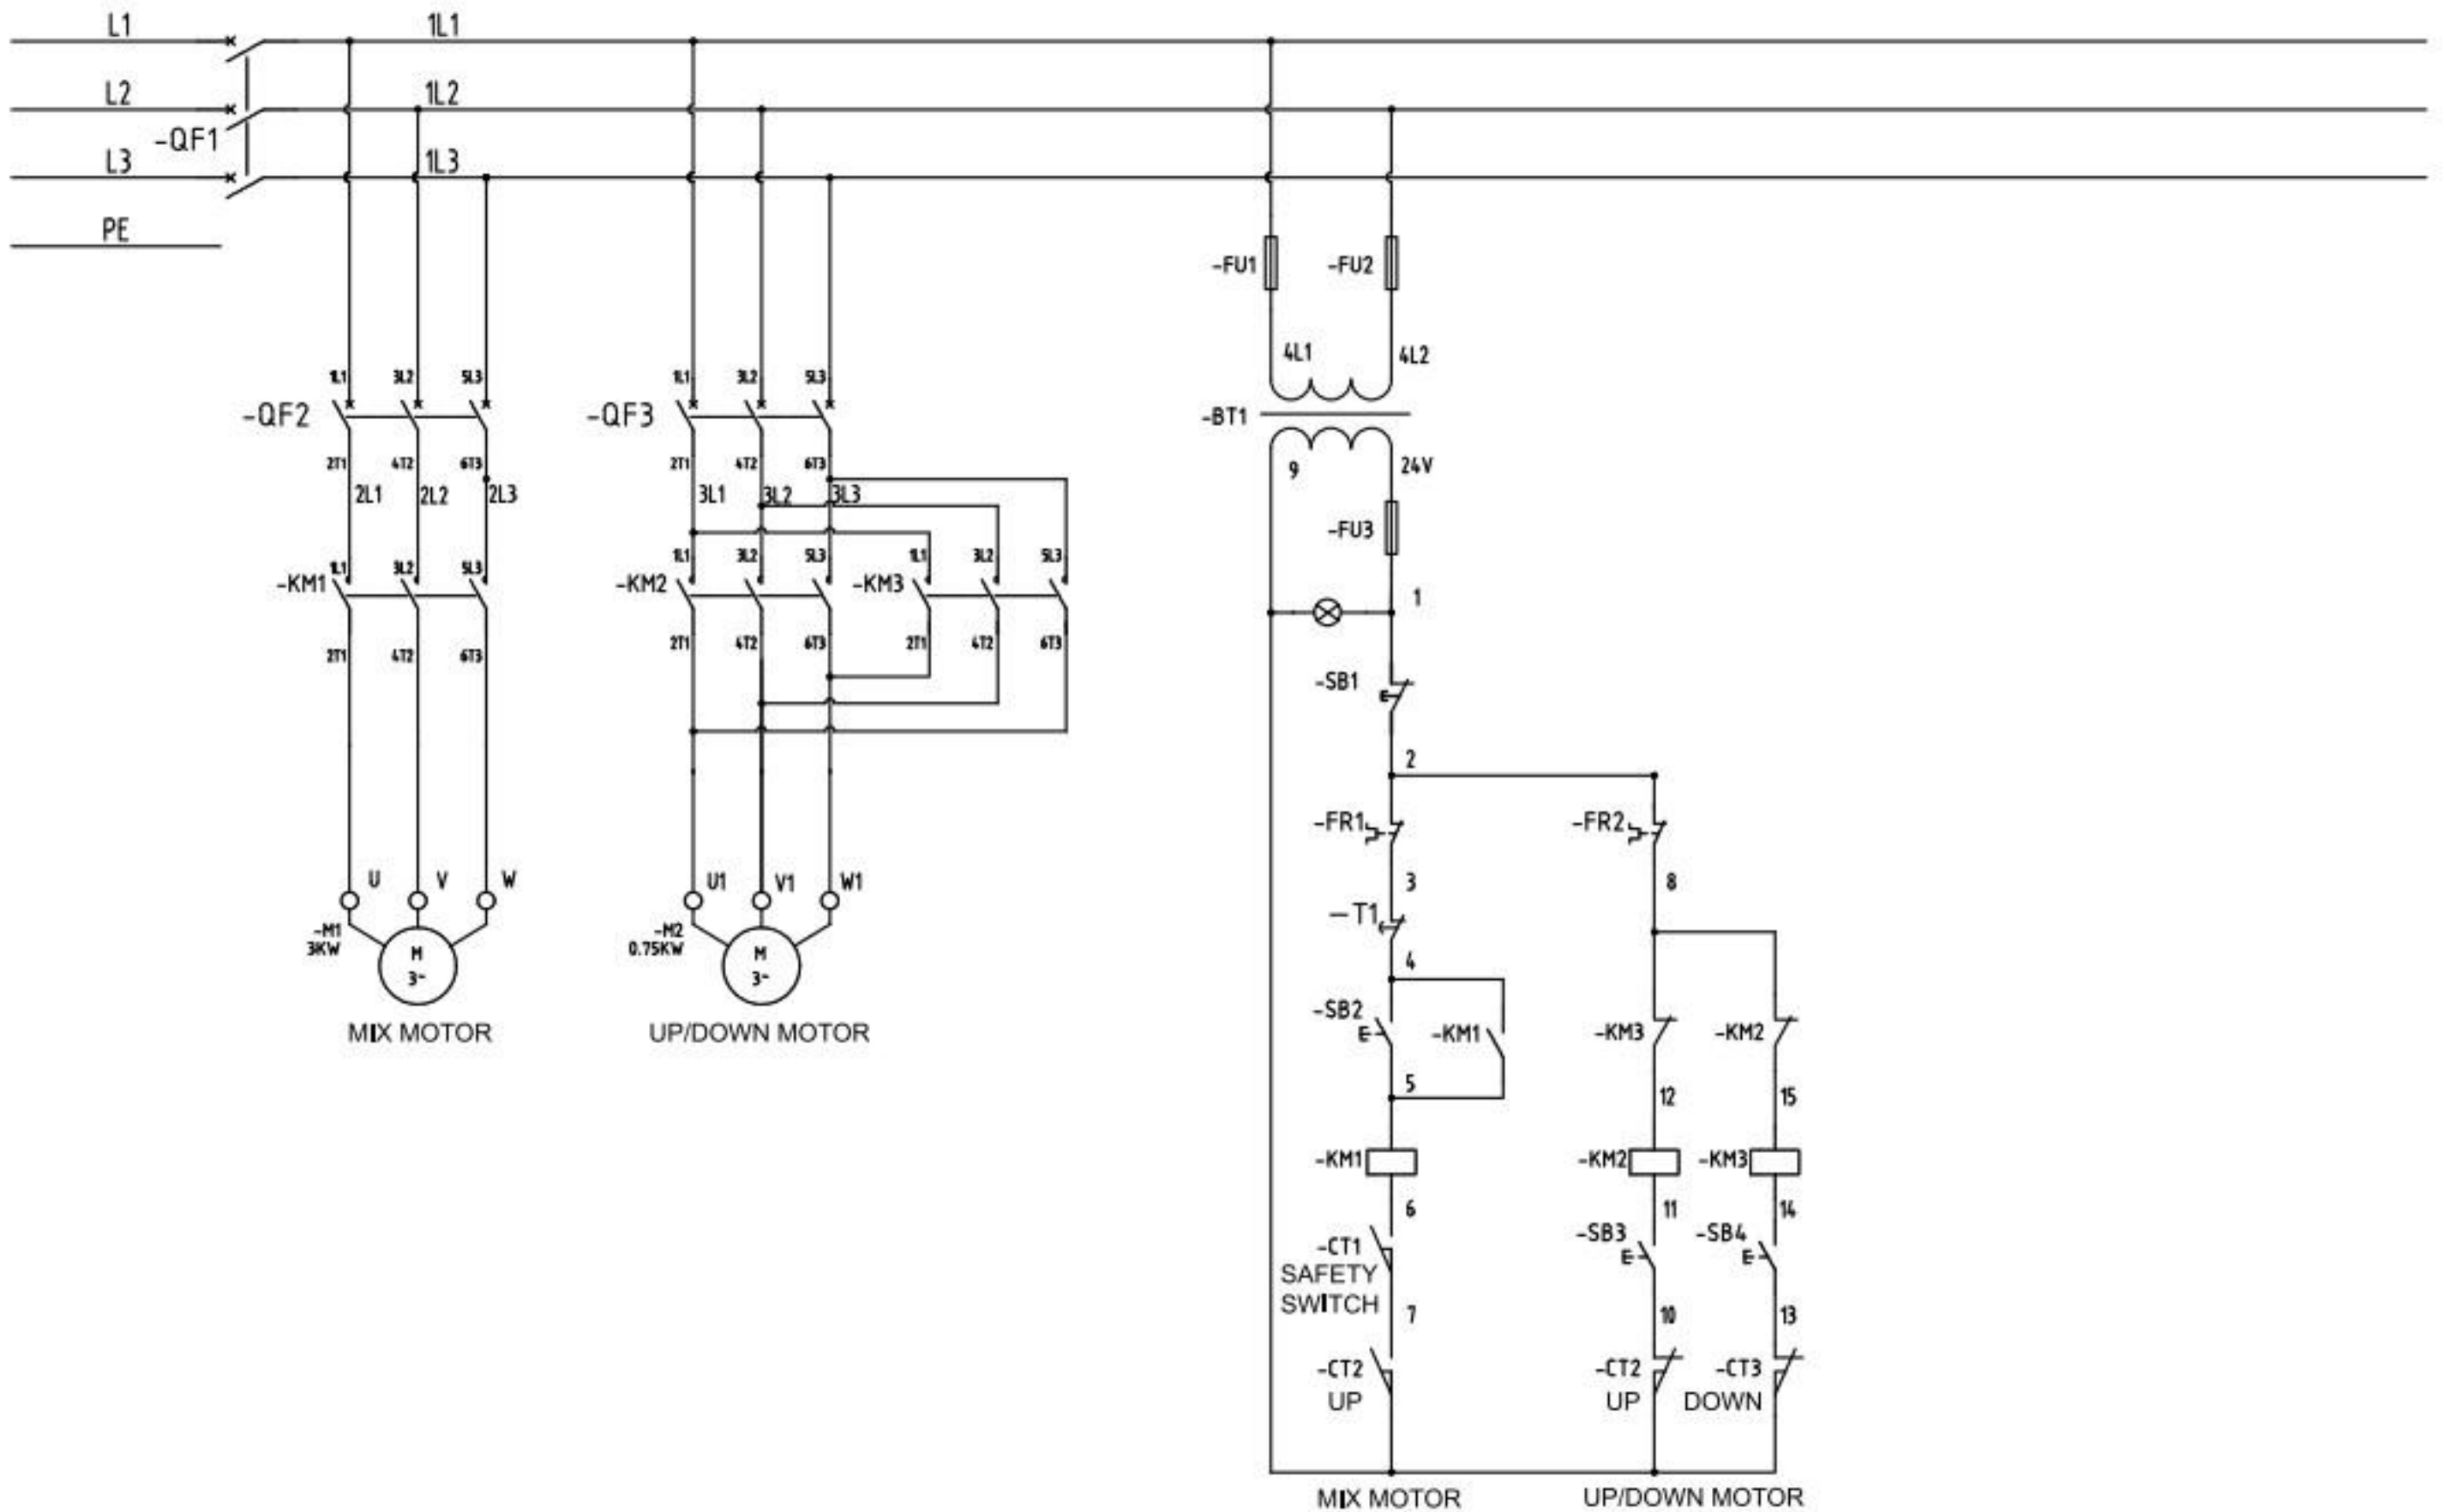 L1 1L1
L2 1L2
-QF1
L3 1L3
PE
-FU1 -FU2
4L1 4L2
1L1 3L2 5L3 1L1 3L2 5L3
-QF2 -QF3 -BT1
2T1 4T2 6T3 2T1 4T2 6T3 9 24V
2L1 2L2 2L3 3L1 3L2 3L3
-FU3
1L1 3L2 5L3 1L1 3L2 5L3 1L1 3L2 5L3
-KM1 -KM2 -KM3 1
2T1 4T2 6T3 2T1 4T2 6T3 2T1 4T2 6T3
-SB1
2
-FR1 -FR2
U V W U1 V1 W1 3 8
-T1
-M1 -M2
3KW 0.75KW
M M 4
3~ 3~
-SB2
MIX MOTOR UP/DOWN MOTOR -KM1 -KM3 -KM2
5 12 15
-KM1 -KM2 -KM3
6 11 14
-CT1 -SB3 -SB4
SAFETY
SWITCH 7 10 13
-CT2 -CT2 -CT3
UP UP DOWN
MIX MOTOR UP/DOWN MOTOR